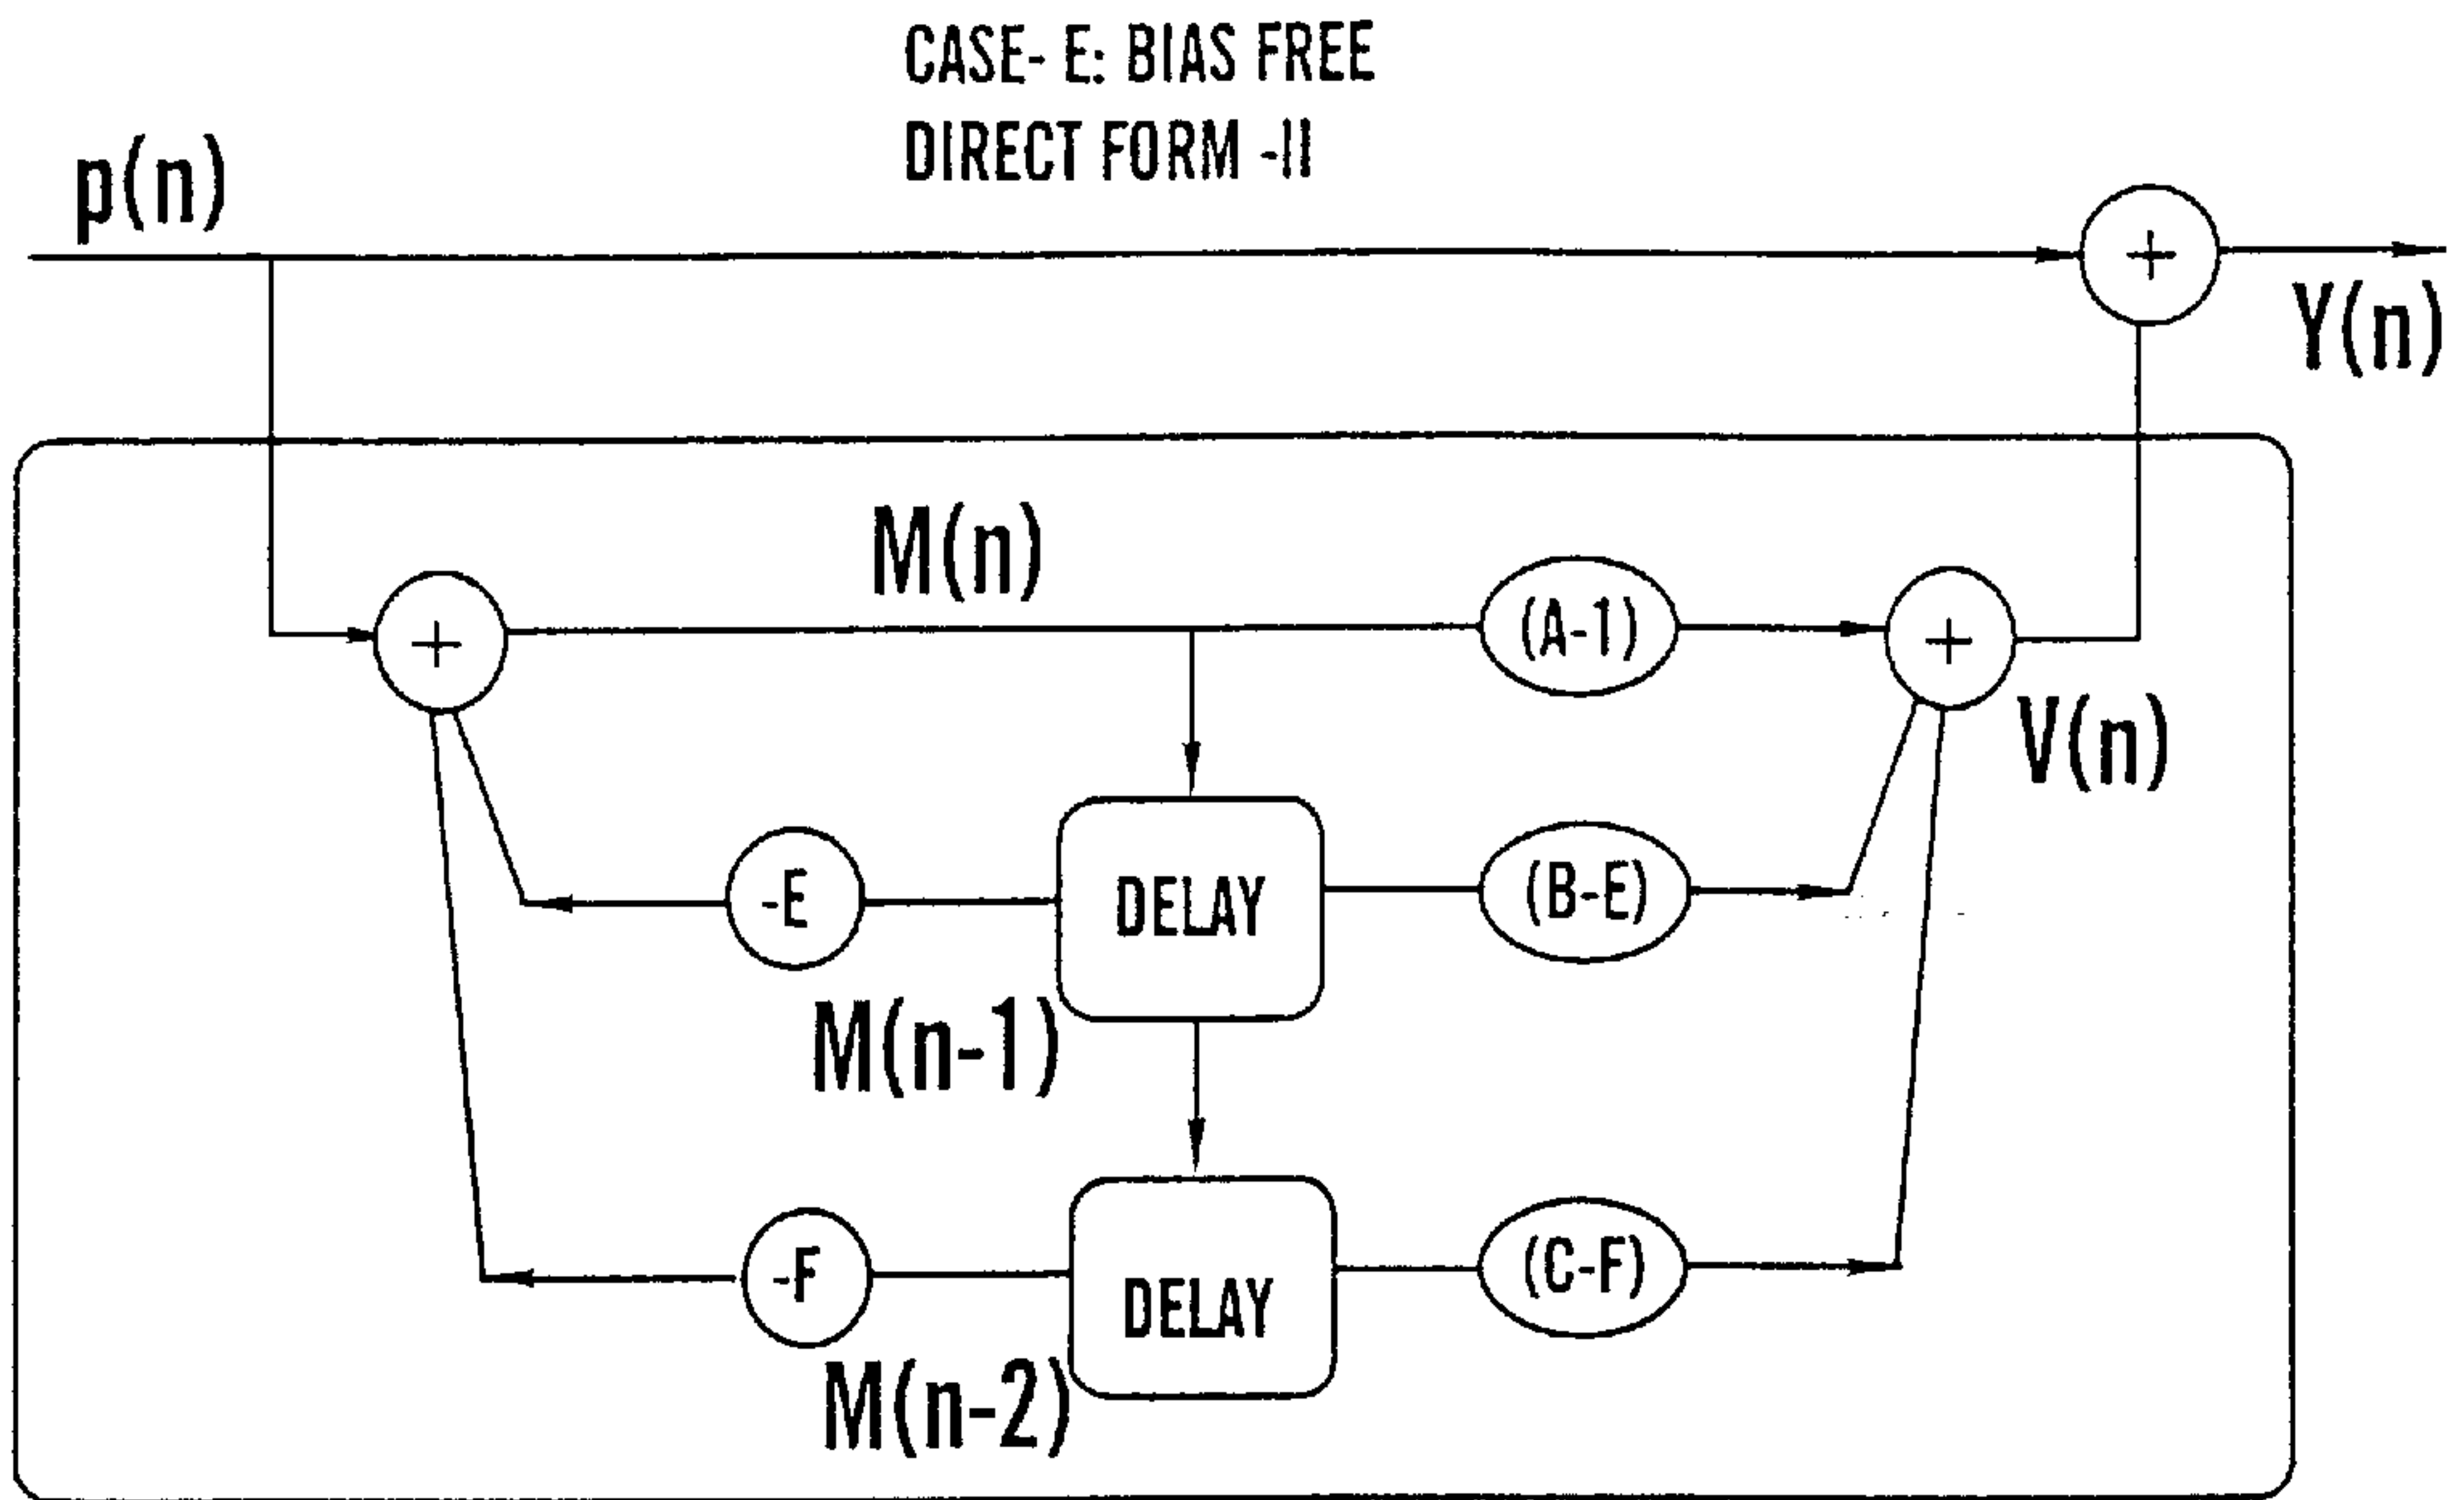 CASE- E: BIAS FREE
DIRECT FORM -II
p(n)
+
Y(n)
M(n)
+
(A-1)
+
V(n)
-E
DELAY
(B-E)
M(n-1)
-F
DELAY
(C-F)
M(n-2)